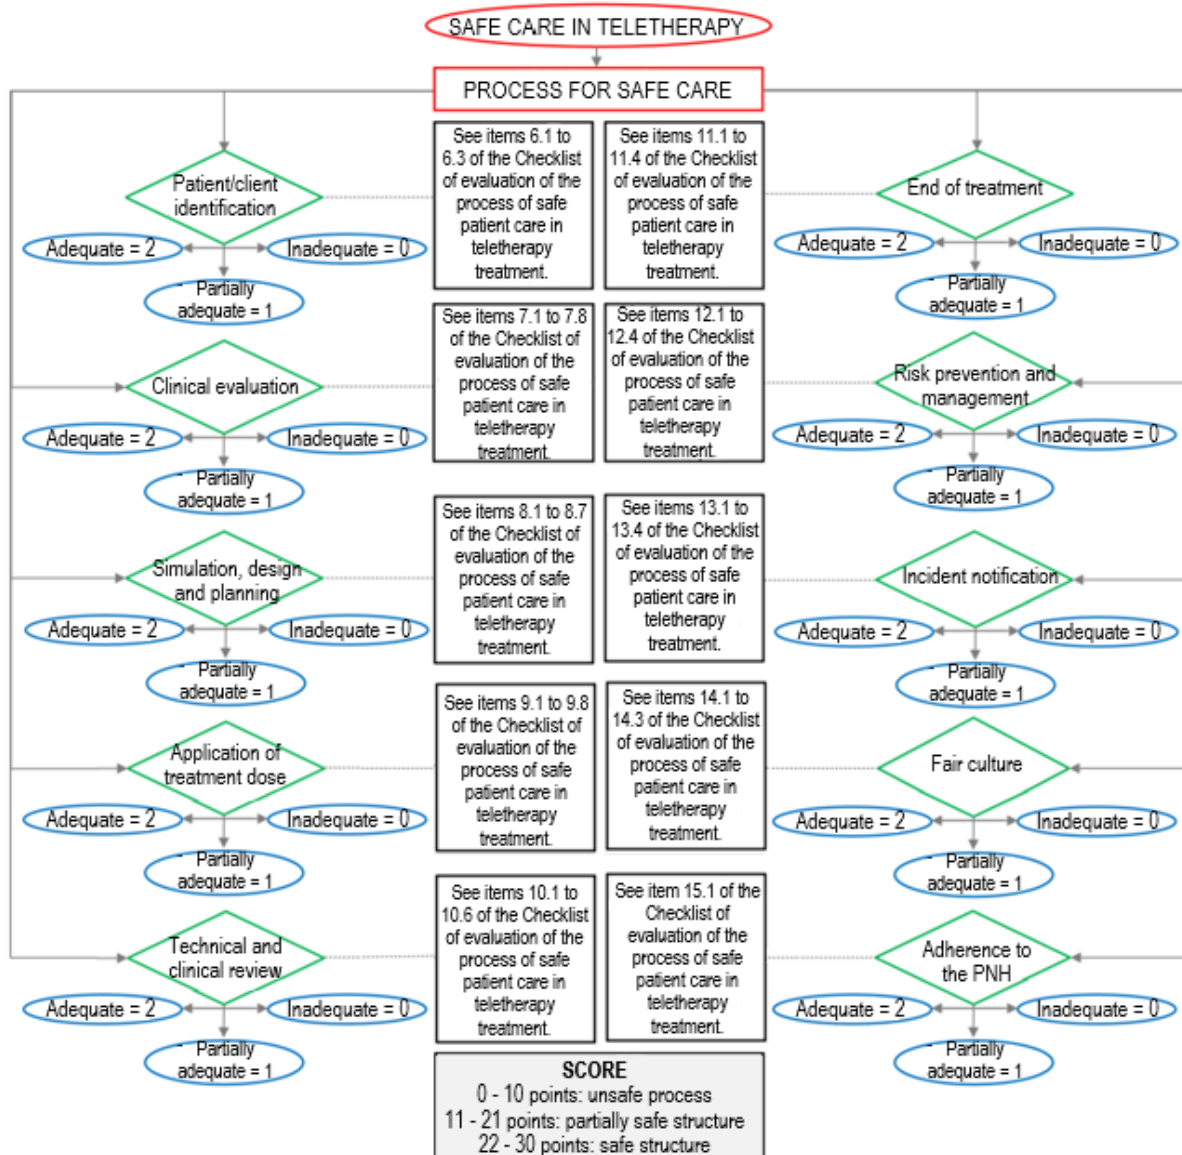 SAFE CARE IN TELETHERAPY
PROCESS FOR SAFE CARE
Patient/client
identification
Adequate = 2
Inadequate = 0
Partially
adequate = 1
See items 6.1 to
6.3 of the Checklist
of evaluation of the
process of safe
patient care in
teletherapy
treatment.
See items 11.1 to
11.4 of the Checklist
of evaluation of the
process of safe
patient care in
teletherapy
treatment.
End of treatment
Adequate = 2
Inadequate = 0
Partially
adequate = 1
Clinical evaluation
Adequate = 2
Inadequate = 0
Partially
adequate = 1
See items 7.1 to 7.8
of the Checklist of
evaluation of the
process of safe
patient care in
teletherapy
treatment.
See items 12.1 to
12.4 of the Checklist
of evaluation of the
process of safe
patient care in
teletherapy
treatment.
Risk prevention and
management
Adequate = 2
Inadequate = 0
Partially
adequate = 1
Simulation, design
and planning
Adequate = 2
Inadequate = 0
Partially
adequate = 1
See items 8.1 to 8.7
of the Checklist of
evaluation of the
process of safe
patient care in
teletherapy
treatment.
See items 13.1 to
13.4 of the Checklist
of evaluation of the
process of safe
patient care in
teletherapy
treatment.
Incident notification
Adequate = 2
Inadequate = 0
Partially
adequate = 1
Application of
treatment dose
Adequate = 2
Inadequate = 0
Partially
adequate = 1
See items 9.1 to 9.8
of the Checklist of
evaluation of the
process of safe
patient care in
teletherapy
treatment.
See items 14.1 to
14.3 of the Checklist
of evaluation of the
process of safe
patient care in
teletherapy
treatment.
Fair culture
Adequate = 2
Inadequate = 0
Partially
adequate = 1
Technical and
clinical review
Adequate = 2
Inadequate = 0
Partially
adequate = 1
See items 10.1 to
10.6 of the Checklist
of evaluation of the
process of safe
patient care in
teletherapy
treatment.
See item 15.1 of the
Checklist of
evaluation of the
process of safe
patient care in
teletherapy
treatment.
Adherence to
the PNH
Adequate = 2
Inadequate = 0
Partially
adequate = 1
SCORE
0 - 10 points: unsafe process
11 - 21 points: partially safe structure
22 - 30 points: safe structure